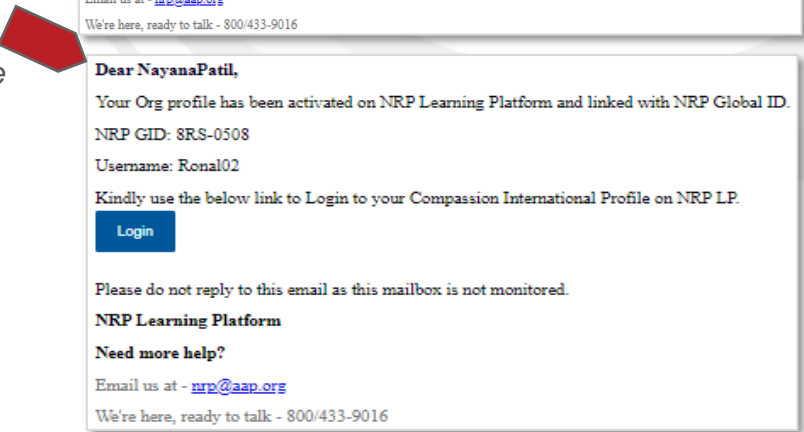 Email us at - nrp@aap.org
We're here, ready to talk - 800/433-9016
e
Dear NayanaPatil,
Your Org profile has been activated on NRP Learning Platform and linked with NRP Global ID.
NRP GID: 8RS-0508
Username: Ronal02
Kindly use the below link to Login to your Compassion International Profile on NRP LP.
Login
Please do not reply to this email as this mailbox is not monitored.
NRP Learning Platform
Need more help?
Email us at - nrp@aap.org
We're here, ready to talk - 800/433-9016